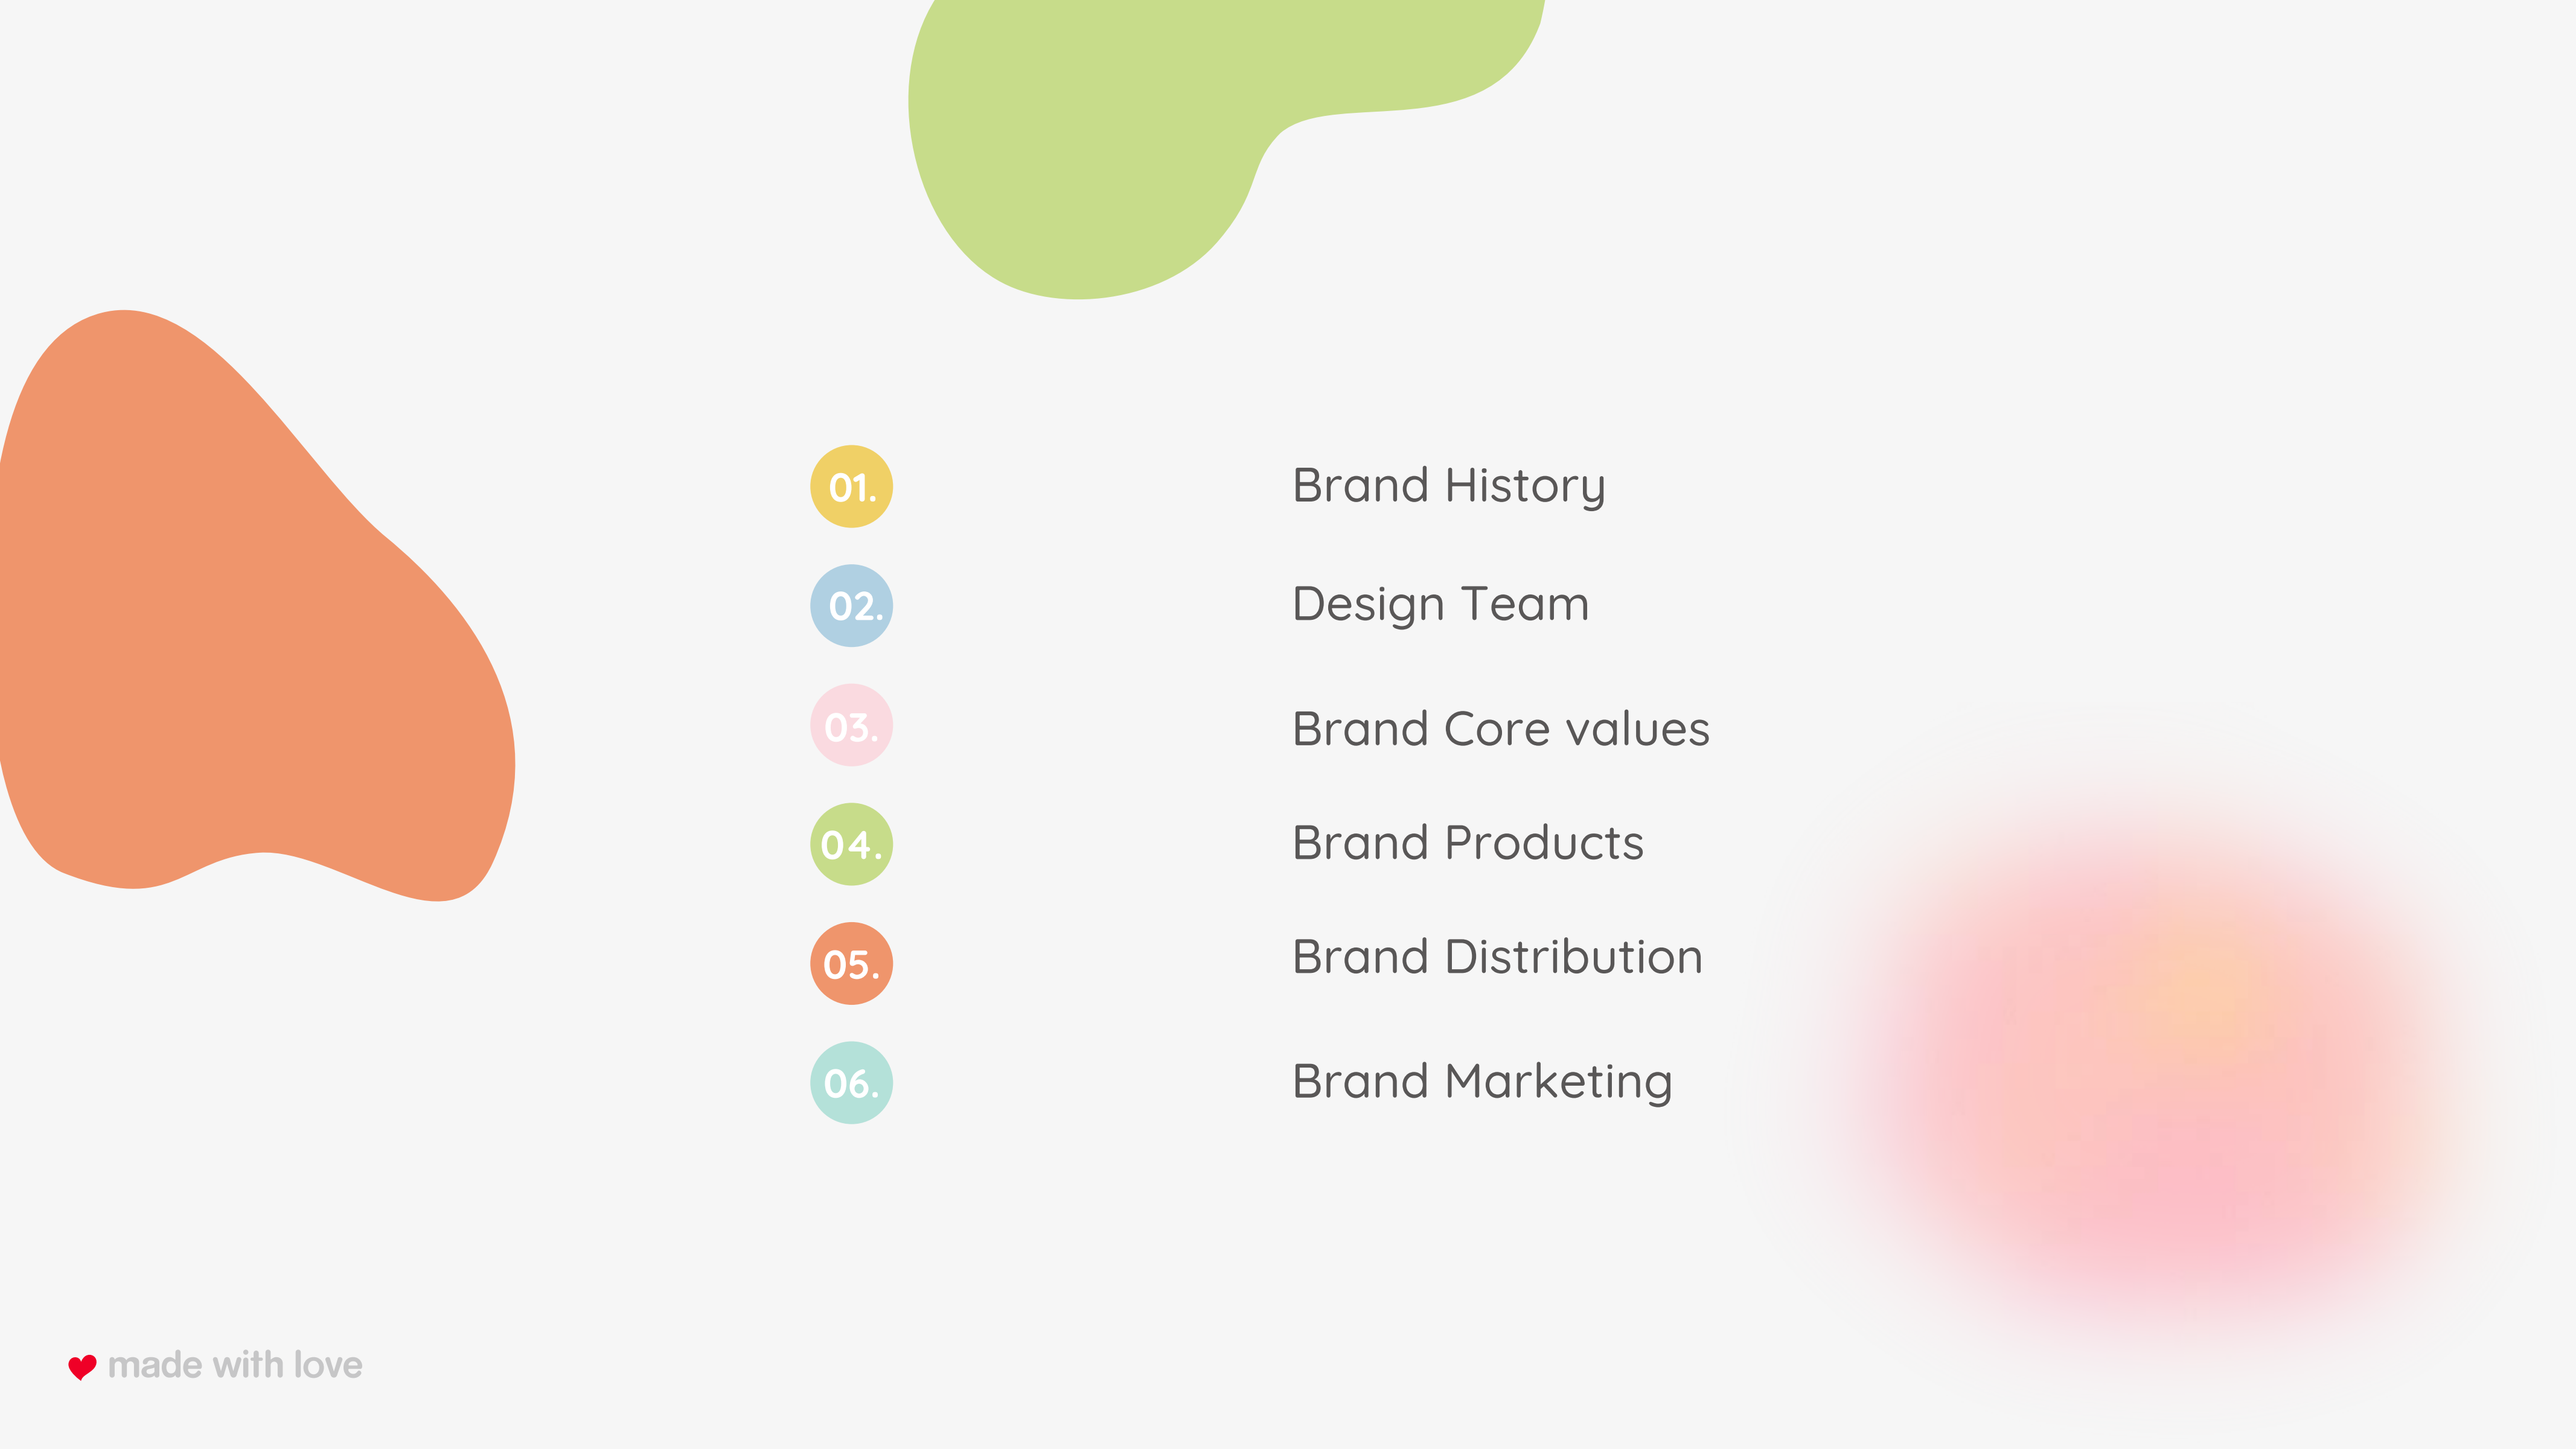 01. Brand History
02. Design Team
03. Brand Core values
04. Brand Products
05. Brand Distribution
06. Brand Marketing
made with love